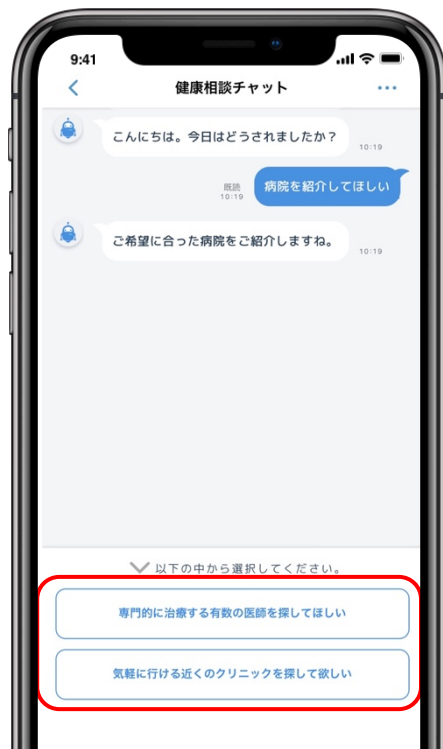 9:41
健康相談チャット
こんにちは。今日はどうされましたか？
10:19
既読
10:19
病院を紹介してほしい
ご希望に合った病院をご紹介しますね。
10:19
以下の中から選択してください。
専門的に治療する有数の医師を探してほしい
気軽に行ける近くのクリニックを探して欲しい